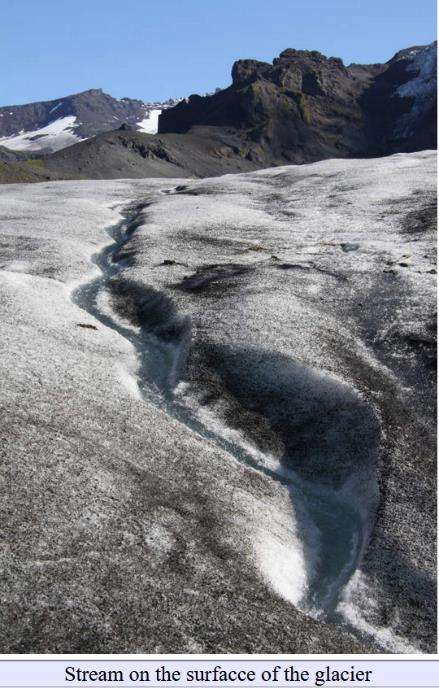 Stream on the surfacce of the glacier